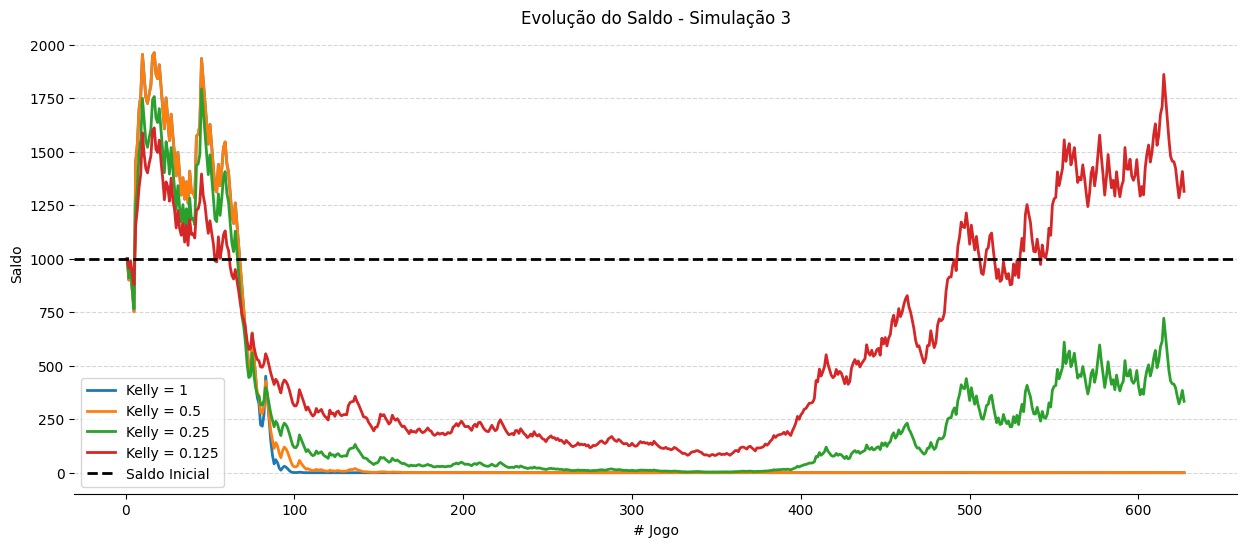 Evolução do Saldo - Simulação 3
Saldo
2000
1750
1500
1250
1000
750
500
250
0
Kelly = 1
Kelly = 0.5
Kelly = 0.25
Kelly = 0.125
Saldo Inicial
0 100 200 300 400 500 600
# Jogo